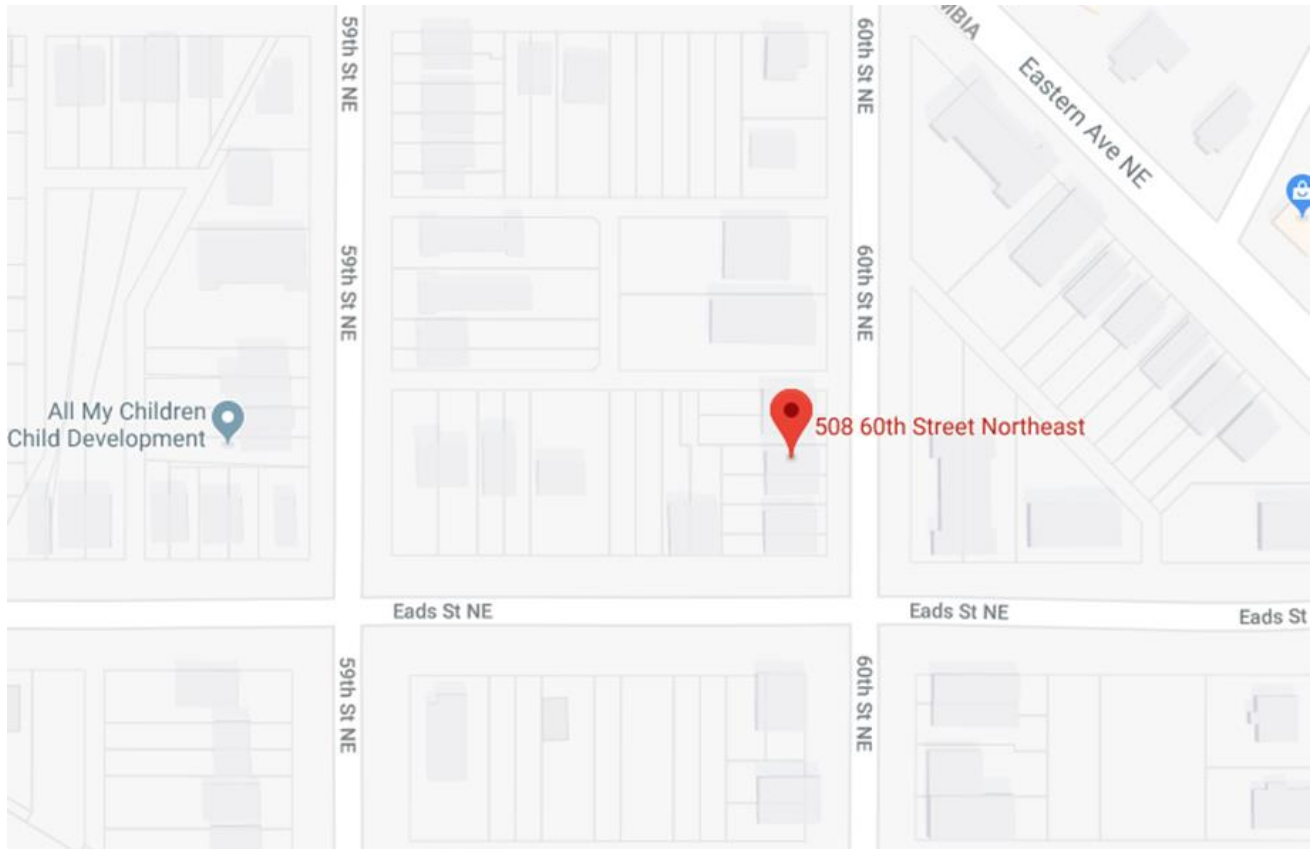 59th St NE
60th St NE
MBIA
Eastern Ave NE
59th St NE
60th St NE
All My Children
Child Development
508 60th Street Northeast
Eads St NE
Eads St NE
Eads St
59th St NE
60th St NE